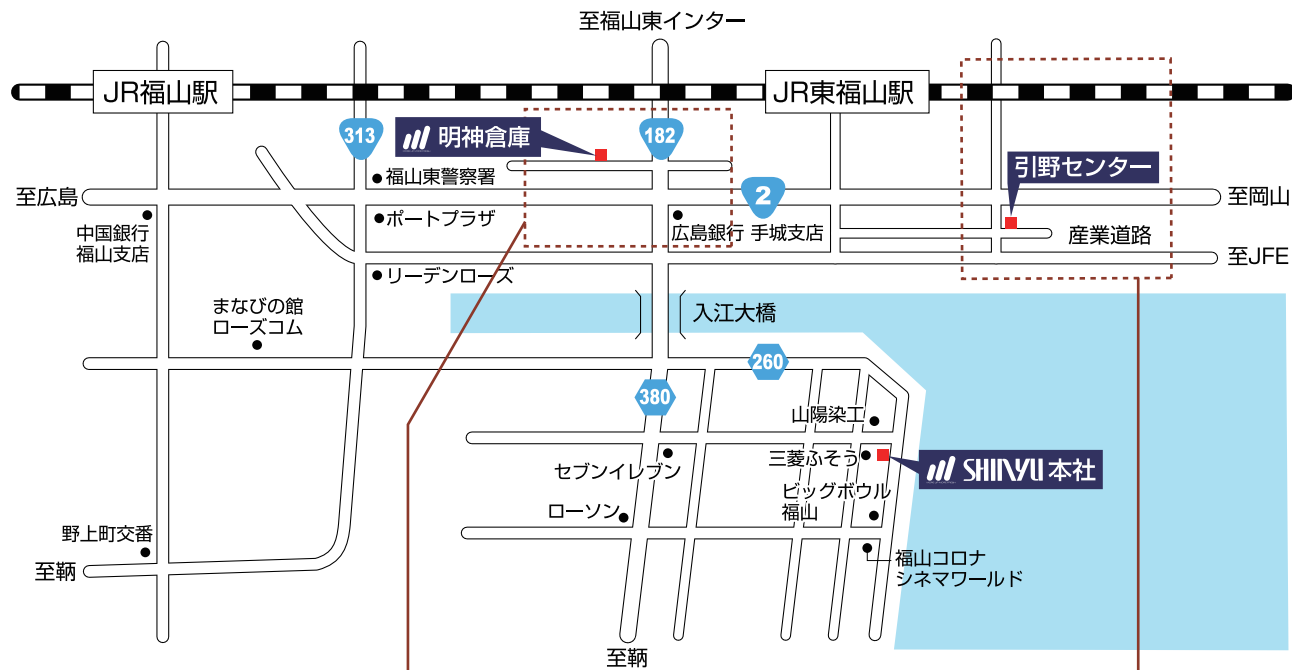 至福山東インター
JR福山駅
JR東福山駅
313
明神倉庫
182
引野センター
福山東警察署
至広島
2
至岡山
中国銀行
福山支店
ポートプラザ
広島銀行 手城支店
産業道路
リーデンローズ
至JFE
まなびの館
ローズコム
入江大橋
260
380
山陽染工
セブンイレブン
三菱ふそう
SHINYU 本社
ビッグボウル
福山
ローソン
野上町交番
福山コロナ
シネマワールド
至鞆
至鞆